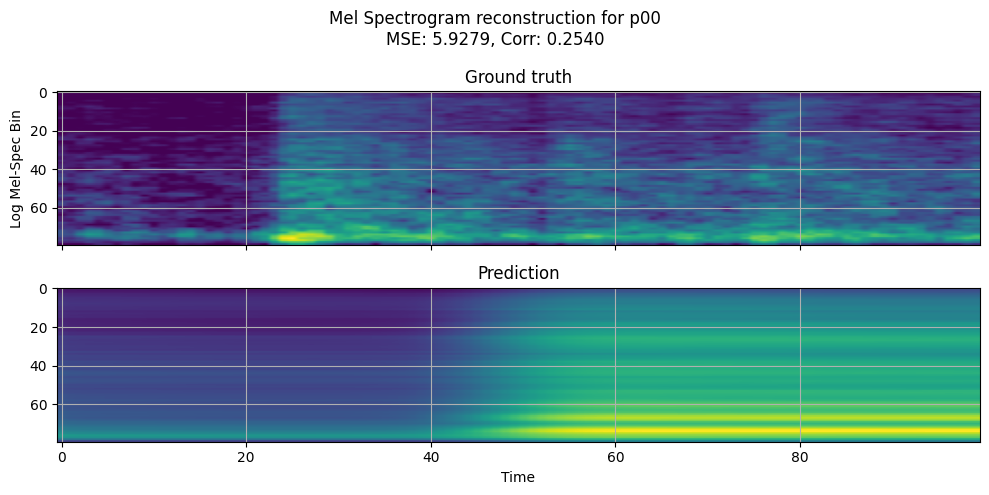 Mel Spectrogram reconstruction for p00
MSE: 5.9279, Corr: 0.2540
Ground truth
Log Mel-Spec Bin
0
20
40
60
Prediction
0
20
40
60
0 20 40 60 80
Time